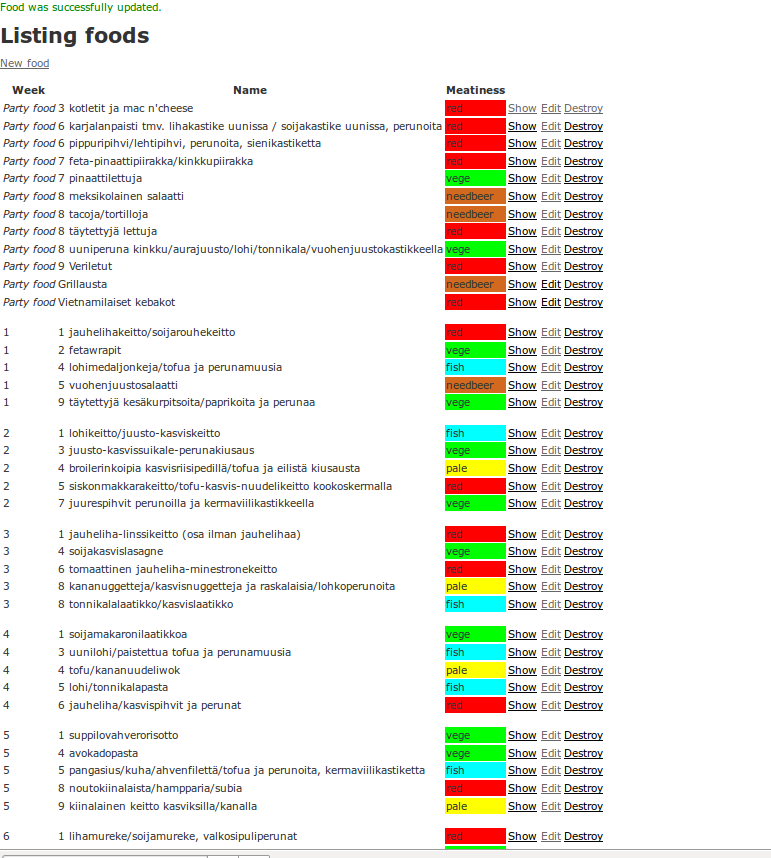 Food was successfully updated.
Listing foods
New food
Week Name Meatiness
Party food 3 kotletit ja mac n'cheese red Show Edit Destroy
Party food 6 karjalanpaisti tmv. lihakastike uunissa / soijakastike uunissa, perunoita red Show Edit Destroy
Party food 6 pippuripihvi/lehtipihvi, perunoita, sienikastiketta red Show Edit Destroy
Party food 7 feta-pinaattipiirakka/kinkkupiirakka red Show Edit Destroy
Party food 7 pinaattilettuja vege Show Edit Destroy
Party food 8 meksikolainen salaatti needbeer Show Edit Destroy
Party food 8 tacoja/tortilloja needbeer Show Edit Destroy
Party food 8 täytettyjä lettuja red Show Edit Destroy
Party food 8 uuniperuna kinkku/aurajuusto/lohi/tonnikala/vuohenjuustokastikkeella vege Show Edit Destroy
Party food 9 Veriletut red Show Edit Destroy
Party food Grillausta needbeer Show Edit Destroy
Party food Vietnamilaiset kebakot red Show Edit Destroy
1 1 jauhelihakeitto/soijarouhekeitto red Show Edit Destroy
1 2 fetawrapit vege Show Edit Destroy
1 4 lohimedaljonkeja/tofua ja perunamuusia fish Show Edit Destroy
1 5 vuohenjuustosalaatti needbeer Show Edit Destroy
1 9 täytettyjä kesäkurpitsoita/paprikoita ja perunaa vege Show Edit Destroy
2 1 lohikeitto/juusto-kasviskeitto fish Show Edit Destroy
2 3 juusto-kasvissuikale-perunakiusaus vege Show Edit Destroy
2 4 broilerinkoipia kasvisriisipedillä/tofua ja eilistä kiusausta pale Show Edit Destroy
2 5 siskonmakkarakeitto/tofu-kasvis-nuudelikeitto kookoskermalla red Show Edit Destroy
2 7 juurespihvit perunoilla ja kermaviilikastikkeella vege Show Edit Destroy
3 1 jauheliha-linssikeitto (osa ilman jauhelihaa) red Show Edit Destroy
3 4 soijakasvislasagne vege Show Edit Destroy
3 6 tomaattinen jauheliha-minestronekeitto red Show Edit Destroy
3 8 kananuggetteja/kasvisnuggetteja ja raskalaisia/lohkoperunoita pale Show Edit Destroy
3 8 tonnikalalaatikko/kasvislaatikko fish Show Edit Destroy
4 1 soijamakaronilaatikkoa vege Show Edit Destroy
4 3 uunilohi/paistettua tofua ja perunamuusia fish Show Edit Destroy
4 4 tofu/kananuudeliwok pale Show Edit Destroy
4 5 lohi/tonnikalapasta fish Show Edit Destroy
4 6 jauheliha/kasvispihvit ja perunat red Show Edit Destroy
5 1 suppilovahverorisotto vege Show Edit Destroy
5 4 avokadopasta vege Show Edit Destroy
5 5 pangasius/kuha/ahvenfilettä/tofua ja perunoita, kermaviilikastiketta fish Show Edit Destroy
5 8 noutokiinalaista/hampparia/subia red Show Edit Destroy
5 9 kiinalainen keitto kasviksilla/kanalla pale Show Edit Destroy
6 1 lihamureke/soijamureke, valkosipuliperunat red Show Edit Destroy